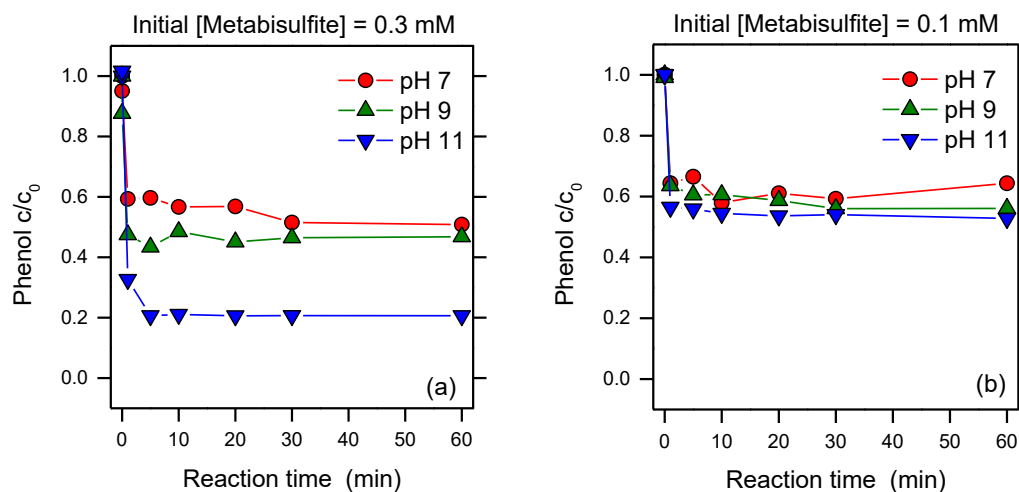 Initial [Metabisulfite] = 0.3 mM
pH 7
pH 9
pH 11
1.0
0.8
0.6
0.4
0.2
0.0
Phenol c/c0
(a)
0 10 20 30 40 50 60
Reaction time (min)
Initial [Metabisulfite] = 0.1 mM
pH 7
pH 9
pH 11
1.0
0.8
0.6
0.4
0.2
0.0
Phenol c/c0
(b)
0 10 20 30 40 50 60
Reaction time (min)